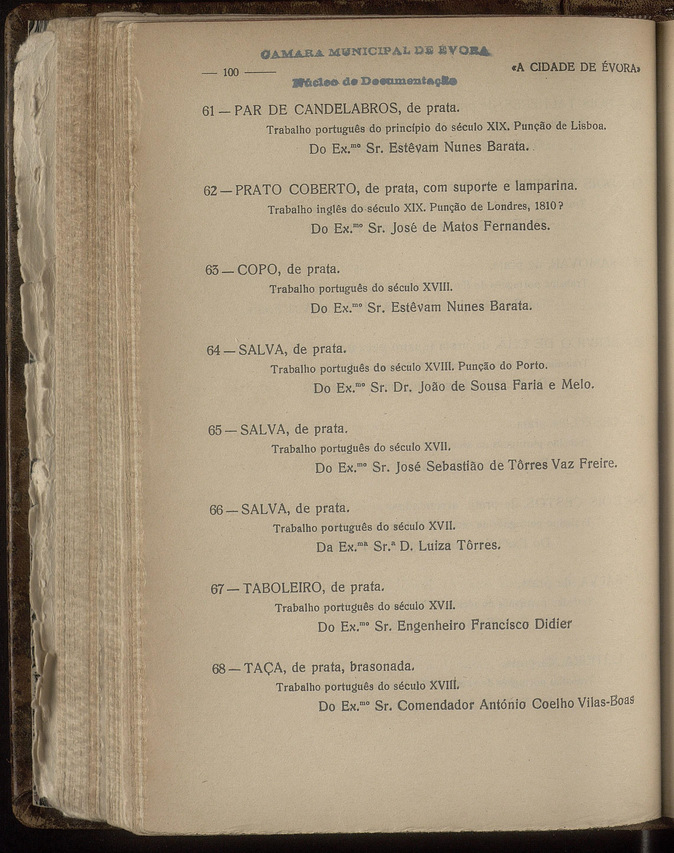 CAMARA MUNICIPAL DE ÉVORA
— 100 —
«A CIDADE DE ÉVORA»
Núcleo de Documentação
61 — PAR DE CANDELABROS, de prata.
Trabalho português do princípio do século XIX. Punção de Lisboa.
Do Ex.mo Sr. Estêvam Nunes Barata.
62 — PRATO COBERTO, de prata, com suporte e lamparina.
Trabalho inglês do século XIX. Punção de Londres, 1810?
Do Ex.mo Sr. José de Matos Fernandes.
63 — COPO, de prata.
Trabalho português do século XVIII.
Do Ex.mo Sr. Estêvam Nunes Barata.
64 — SALVA, de prata.
Trabalho português do século XVIII. Punção do Porto.
Do Ex.mo Sr. Dr. João de Sousa Faria e Melo.
65 — SALVA, de prata.
Trabalho português do século XVII.
Do Ex.mo Sr. José Sebastião de Tôrres Vaz Freire.
66 — SALVA, de prata.
Trabalho português do século XVII.
Da Ex.ma Sr.a D. Luiza Tôrres.
67 — TABOLEIRO, de prata.
Trabalho português do século XVII.
Do Ex.mo Sr. Engenheiro Francisco Didier
68 — TAÇA, de prata, brasonada.
Trabalho português do século XVIII.
Do Ex.mo Sr. Comendador António Coelho Vilas-Boas